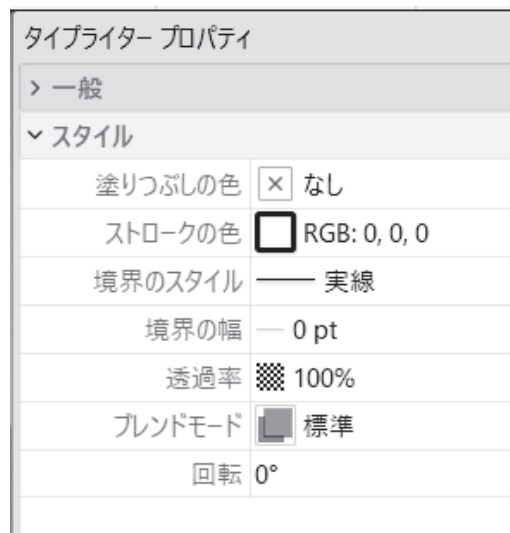 タイプライター プロパティ
一般
スタイル
塗りつぶしの色 なし
ストロークの色 RGB: 0, 0, 0
境界のスタイル 実線
境界の幅 0 pt
透過率 100%
ブレンドモード 標準
回転 0°